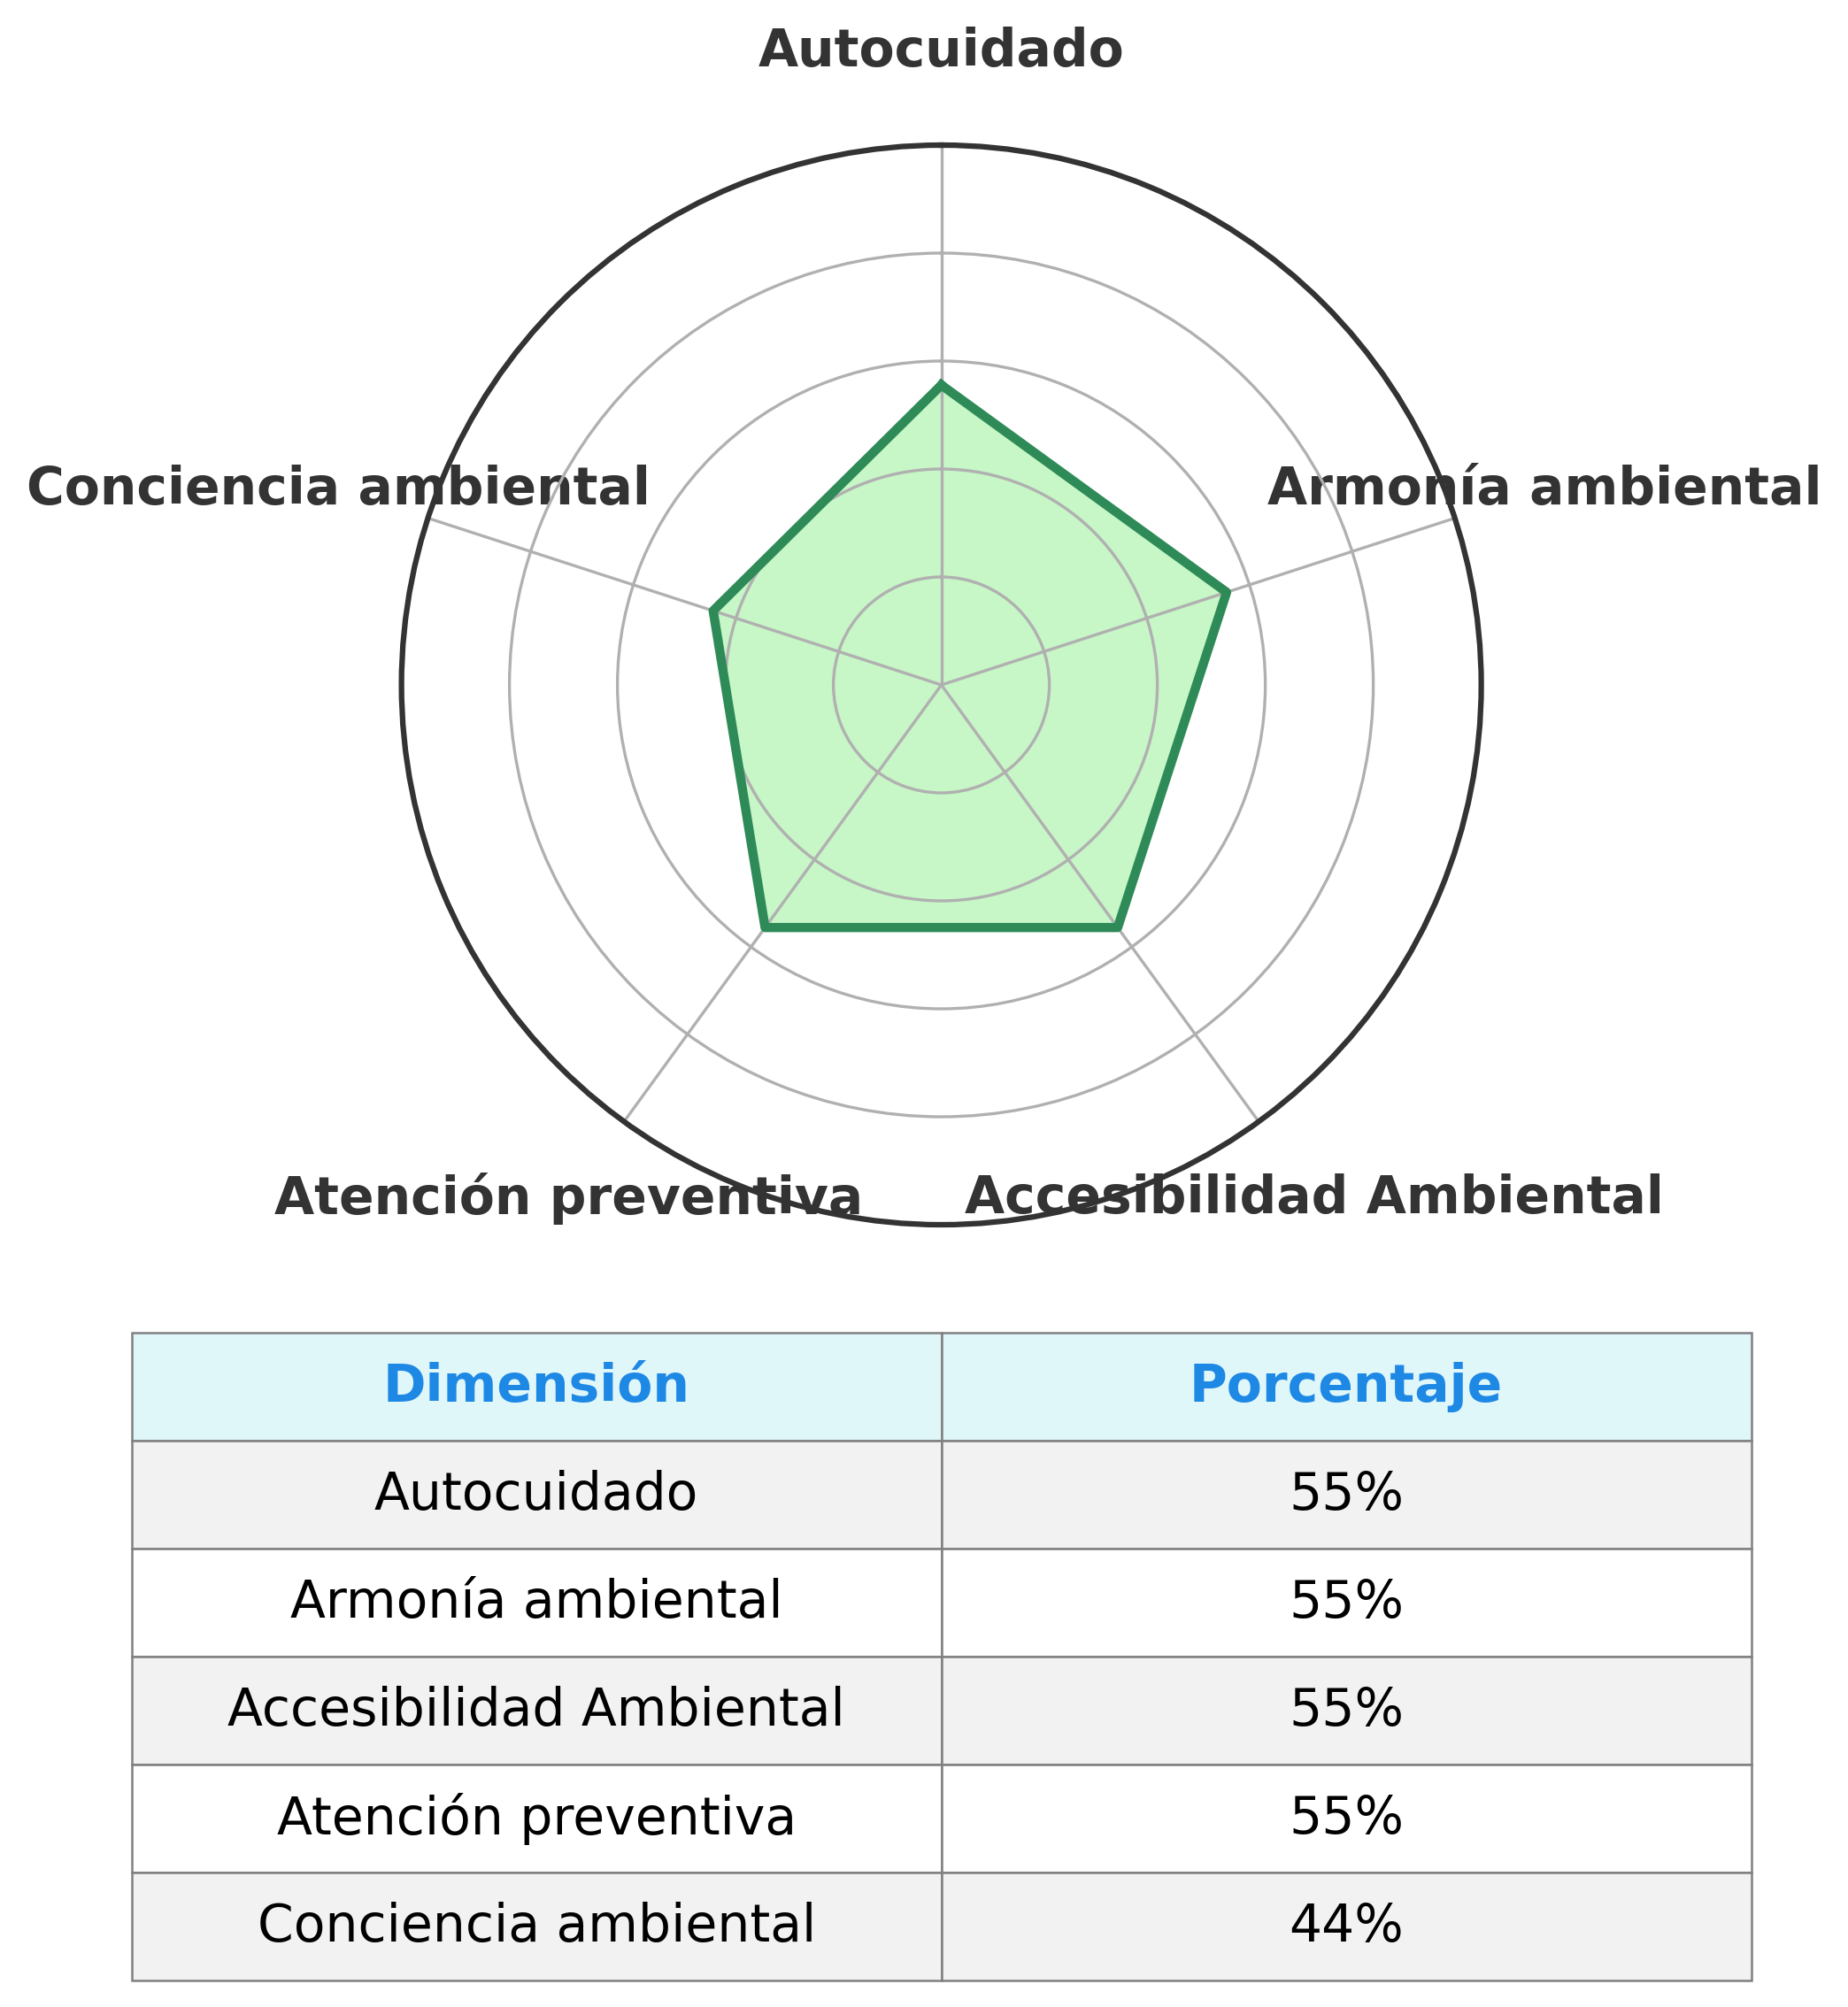 Autocuidado
Conciencia ambiental
Armonía ambiental
Atención preventiva
Accesibilidad Ambiental
Dimensión Porcentaje
Autocuidado 55%
Armonía ambiental 55%
Accesibilidad Ambiental 55%
Atención preventiva 55%
Conciencia ambiental 44%